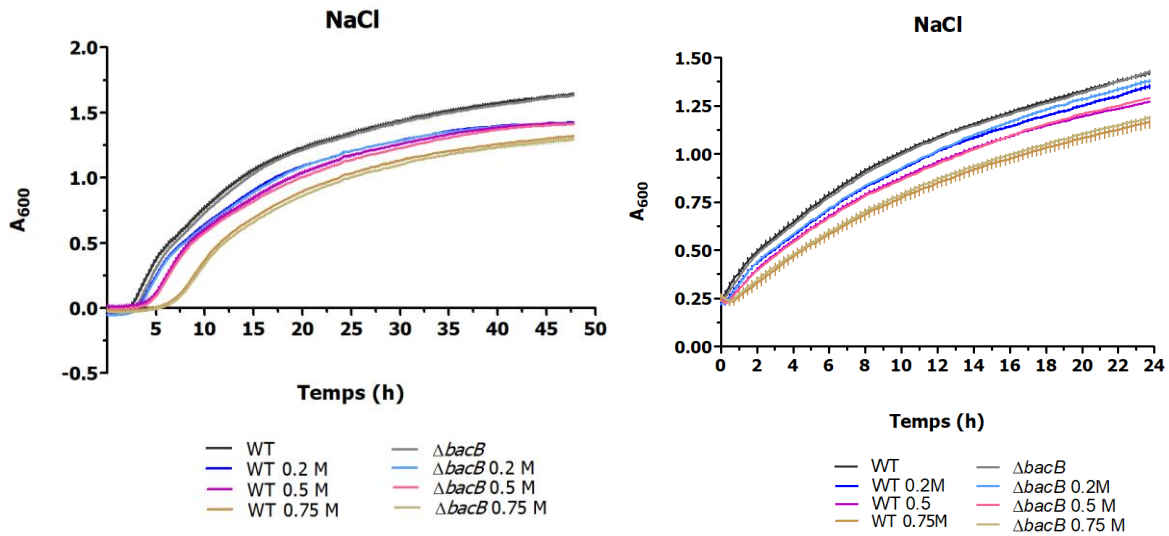 NaCl
2.0
1.5
1.0
0.5
0.0
-0.5
A600
5 10 15 20 25 30 35 40 45 50
Temps (h)
WT ΔbacB
WT 0.2 M ΔbacB 0.2 M
WT 0.5 M ΔbacB 0.5 M
WT 0.75 M ΔbacB 0.75 M
NaCl
1.50
1.25
1.00
0.75
0.50
0.25
0.00
A600
0 2 4 6 8 10 12 14 16 18 20 22 24
Temps (h)
WT ΔbacB
WT 0.2M ΔbacB 0.2M
WT 0.5 ΔbacB 0.5 M
WT 0.75M ΔbacB 0.75 M